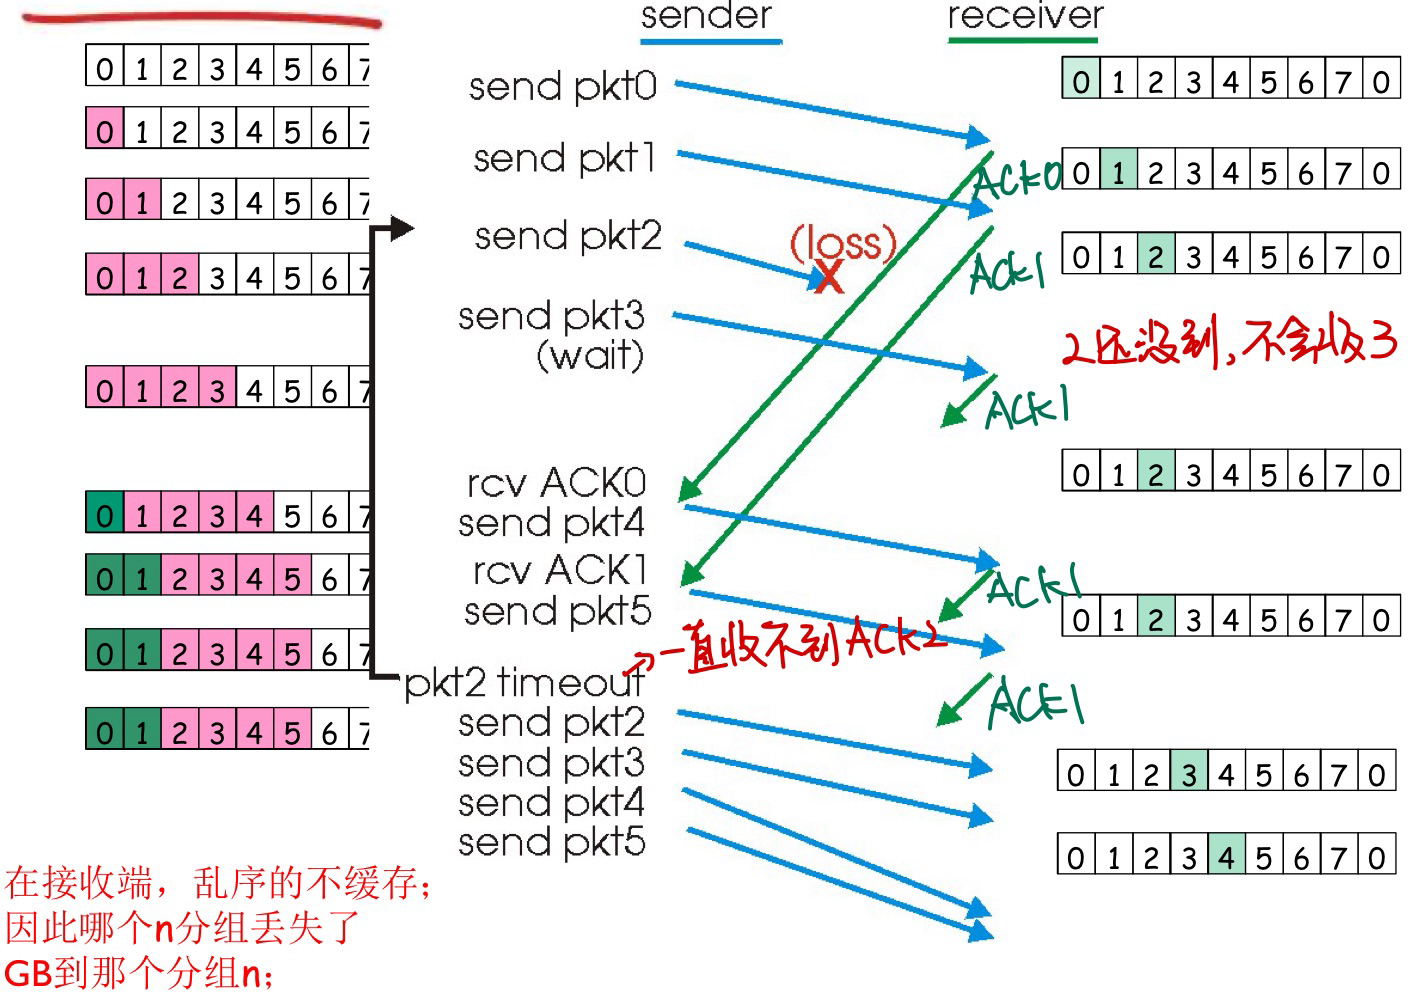 sender receiver
0 1 2 3 4 5 6 7
send pkt0
0 1 2 3 4 5 6 7 0
0 1 2 3 4 5 6 7
send pkt1
ACK0
0 1 2 3 4 5 6 7 0
0 1 2 3 4 5 6 7
send pkt2
(loss)
X
ACK1
0 1 2 3 4 5 6 7 0
0 1 2 3 4 5 6 7
send pkt3
(wait)
2还没到,不会收3
0 1 2 3 4 5 6 7
ACK1
0 1 2 3 4 5 6 7 0
rcv ACK0
0 1 2 3 4 5 6 7
send pkt4
rcv ACK1
0 1 2 3 4 5 6 7
ACK1
send pkt5
0 1 2 3 4 5 6 7 0
→一直收不到ACK2
0 1 2 3 4 5 6 7
pkt2 timeout
ACK1
send pkt2
0 1 2 3 4 5 6 7
send pkt3
0 1 2 3 4 5 6 7 0
send pkt4
send pkt5
0 1 2 3 4 5 6 7 0
在接收端，乱序的不缓存；
因此哪个n分组丢失了
GB到那个分组n；